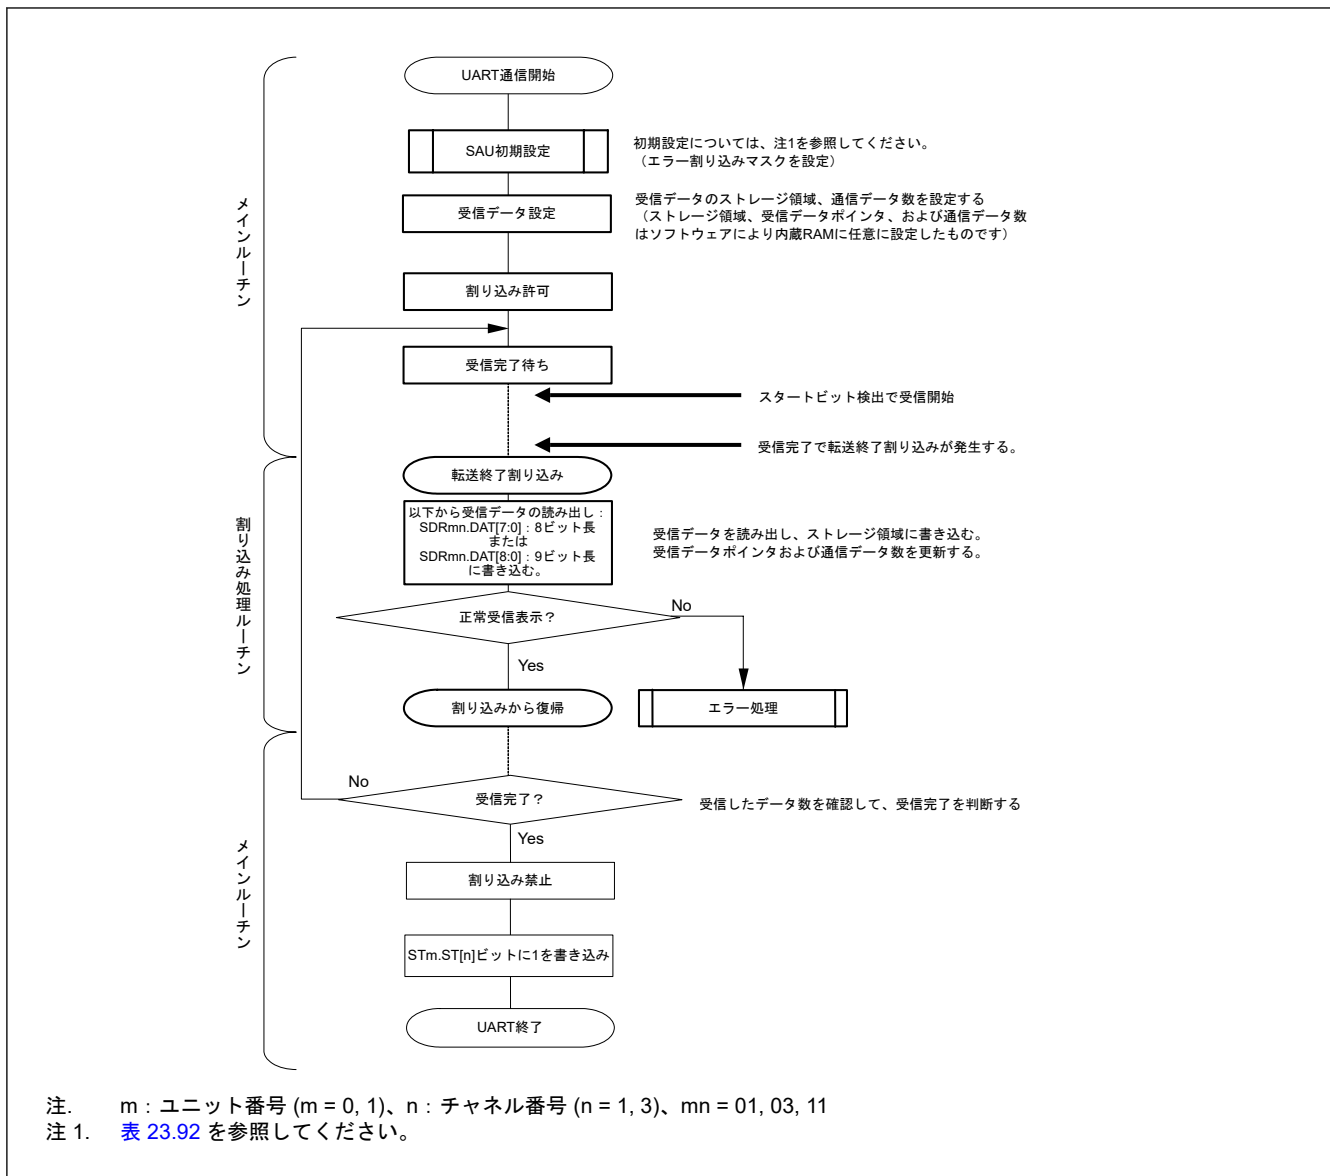 UART通信開始
SAU初期設定
初期設定については、注1を参照してください。
（エラー割り込みマスクを設定）
受信データ設定
受信データのストレージ領域、通信データ数を設定する
（ストレージ領域、受信データポインタ、および通信データ数
はソフトウェアにより内蔵RAMに任意に設定したものです）
メインルーチン
割り込み許可
受信完了待ち
スタートビット検出で受信開始
受信完了で転送終了割り込みが発生する。
転送終了割り込み
以下から受信データの読み出し：
SDRmn.DAT[7:0]：8ビット長
または
SDRmn.DAT[8:0]：9ビット長
に書き込む。
受信データを読み出し、ストレージ領域に書き込む。
受信データポインタおよび通信データ数を更新する。
割り込み処理ルーチン
正常受信表示？
No
Yes
割り込みから復帰
エラー処理
No
受信完了？
受信したデータ数を確認して、受信完了を判断する
Yes
メインルーチン
割り込み禁止
STm.ST[n]ビットに1を書き込み
UART終了
注. m：ユニット番号 (m = 0, 1)、n：チャネル番号 (n = 1, 3)、mn = 01, 03, 11
注 1. 表 23.92 を参照してください。